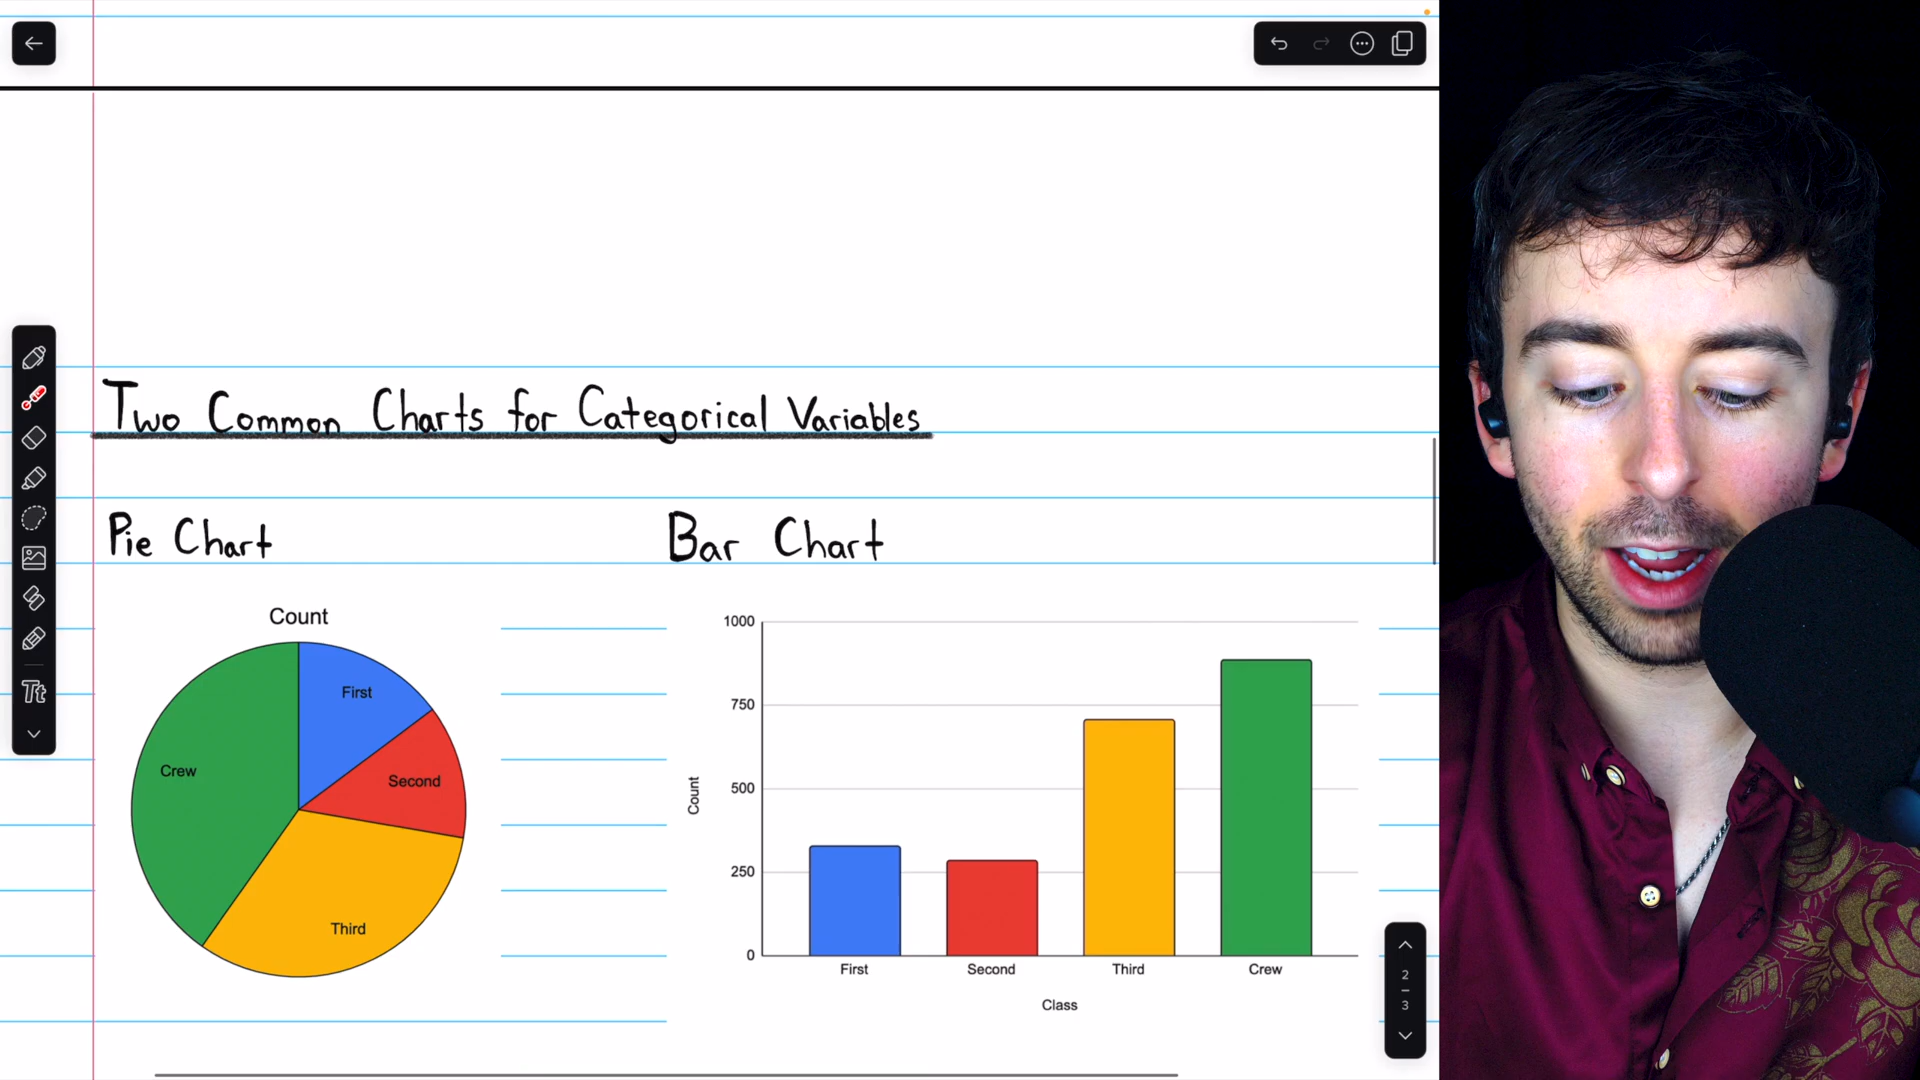 Two Common Charts for Categorical Variables
Pie Chart
Bar Chart
Count
First
Second
Third
Crew
1000
750
500
250
0
Count
First
Second
Third
Crew
Class
Tt
2
3